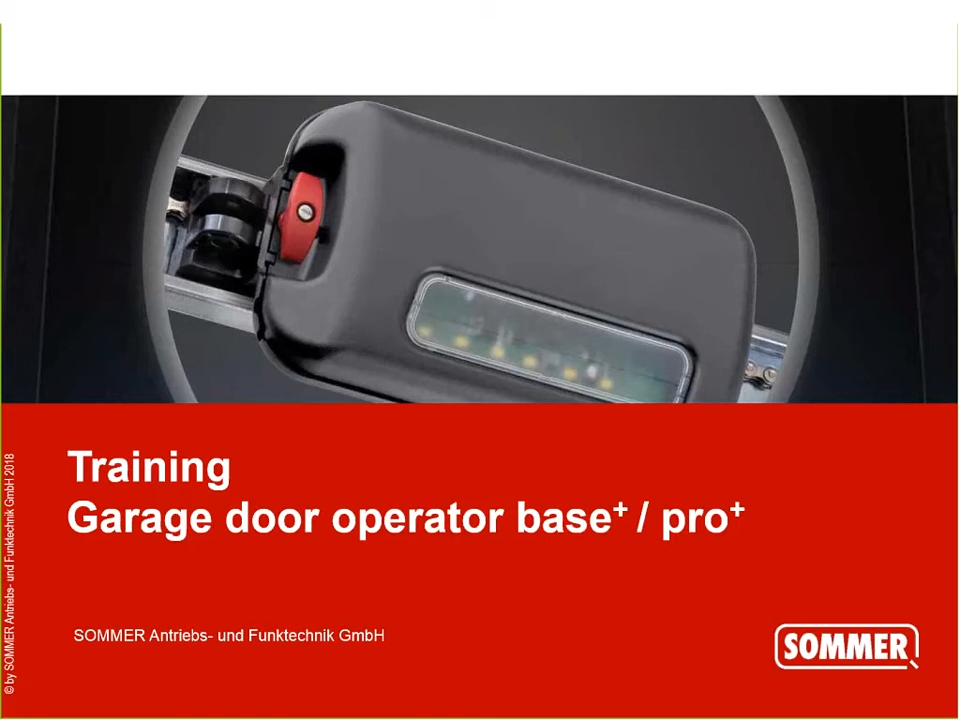 Training
Garage door operator base⁺ / pro⁺
SOMMER Antriebs- und Funktechnik GmbH
SOMMER
© by SOMMER Antriebs- und Funktechnik GmbH 2018